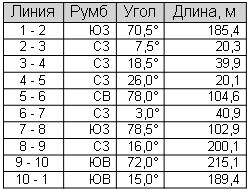 Линия Румб Угол Длина, м
1 - 2 ЮЗ 70,5° 185,4
2 - 3 СЗ 7,5° 20,3
3 - 4 СЗ 18,5° 39,9
4 - 5 СЗ 26,0° 20,1
5 - 6 СВ 78,0° 104,6
6 - 7 СЗ 3,0° 40,9
7 - 8 ЮЗ 78,5° 102,9
8 - 9 СЗ 16,0° 200,1
9 - 10 ЮВ 72,0° 215,1
10 - 1 ЮВ 15,0° 189,4